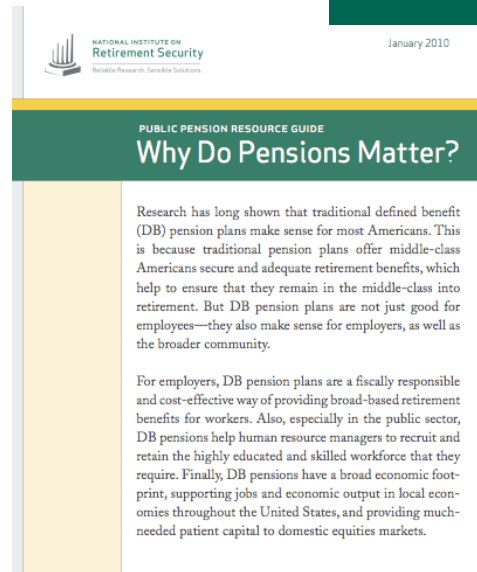 NATIONAL INSTITUTE ON
Retirement Security
Reliable Research. Sensible Solutions.
January 2010
PUBLIC PENSION RESOURCE GUIDE
Why Do Pensions Matter?
Research has long shown that traditional defined benefit
(DB) pension plans make sense for most Americans. This
is because traditional pension plans offer middle-class
Americans secure and adequate retirement benefits, which
help to ensure that they remain in the middle-class into
retirement. But DB pension plans are not just good for
employees—they also make sense for employers, as well as
the broader community.
For employers, DB pension plans are a fiscally responsible
and cost-effective way of providing broad-based retirement
benefits for workers. Also, especially in the public sector,
DB pensions help human resource managers to recruit and
retain the highly educated and skilled workforce that they
require. Finally, DB pensions have a broad economic foot-
print, supporting jobs and economic output in local econ-
omies throughout the United States, and providing much-
needed patient capital to domestic equities markets.